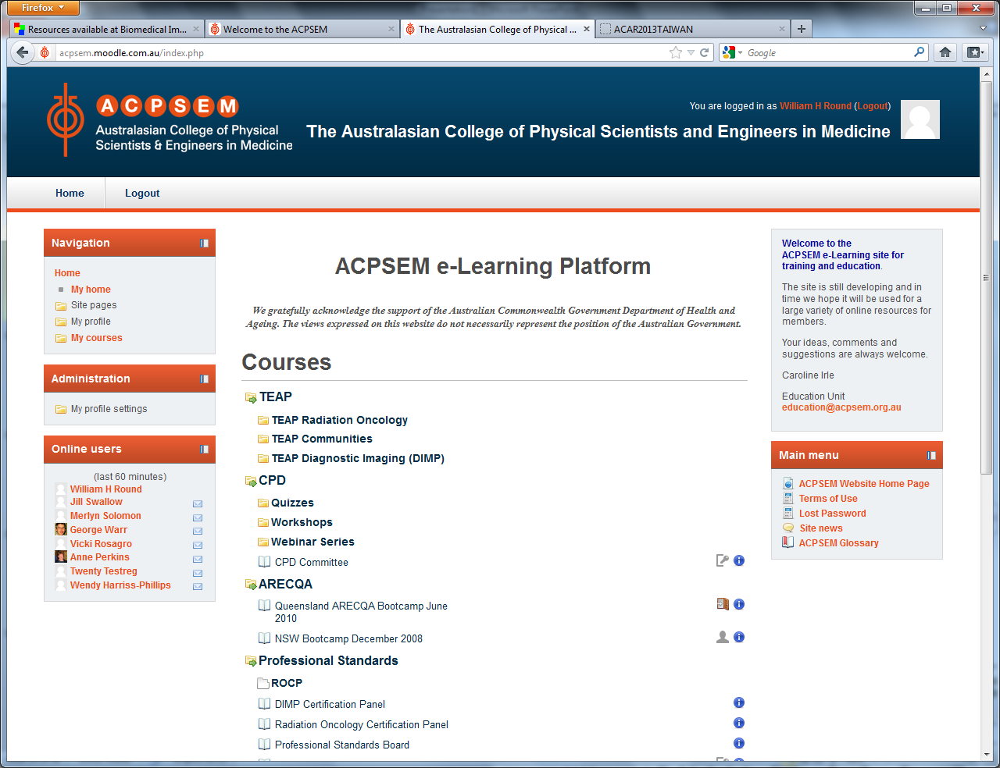 Firefox
Resources available at Biomedical Im...
Welcome to the ACPSEM
The Australasian College of Physical ...
ACAR2013TAIWAN
acpsem.moodle.com.au/index.php
Google
ACPSEM
Australasian College of Physical
Scientists & Engineers in Medicine
You are logged in as William H Round (Logout)
The Australasian College of Physical Scientists and Engineers in Medicine
Home
Logout
Navigation
Home
My home
Site pages
My profile
My courses
Administration
My profile settings
Online users
(last 60 minutes)
William H Round
Jill Swallow
Merlyn Solomon
George Warr
Vicki Rosagro
Anne Perkins
Twenty Testreg
Wendy Harriss-Phillips
ACPSEM e-Learning Platform
We gratefully acknowledge the support of the Australian Commonwealth Government Department of Health and
Ageing. The views expressed on this website do not necessarily represent the position of the Australian Government.
Courses
TEAP
TEAP Radiation Oncology
TEAP Communities
TEAP Diagnostic Imaging (DIMP)
CPD
Quizzes
Workshops
Webinar Series
CPD Committee
ARECQA
Queensland ARECQA Bootcamp June
2010
NSW Bootcamp December 2008
Professional Standards
ROCP
DIMP Certification Panel
Radiation Oncology Certification Panel
Professional Standards Board
Welcome to the
ACPSEM e-Learning site for
training and education.
The site is still developing and in
time we hope it will be used for a
large variety of online resources for
members.
Your ideas, comments and
suggestions are always welcome.
Caroline Irle
Education Unit
education@acpsem.org.au
Main menu
ACPSEM Website Home Page
Terms of Use
Lost Password
Site news
ACPSEM Glossary